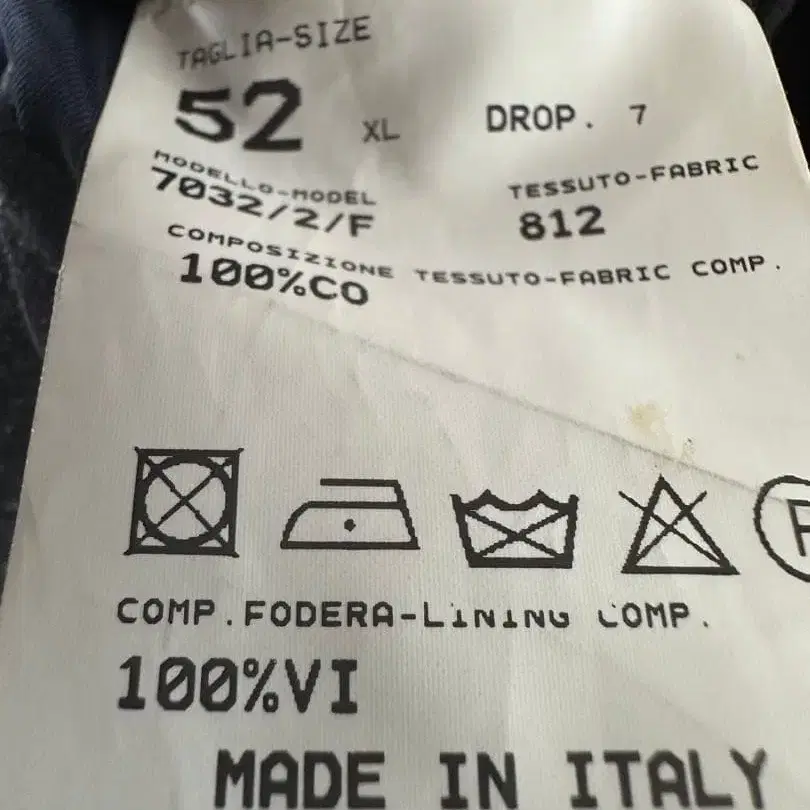 TAGLIA-SIZE
52 XL DROP. 7
MODELLO-MODEL TESSUTO-FABRIC
7032/2/F 812
COMPOSIZIONE TESSUTO-FABRIC COMP.
100%CO
COMP.FODERA-LINING COMP.
100%VI
MADE IN ITALY